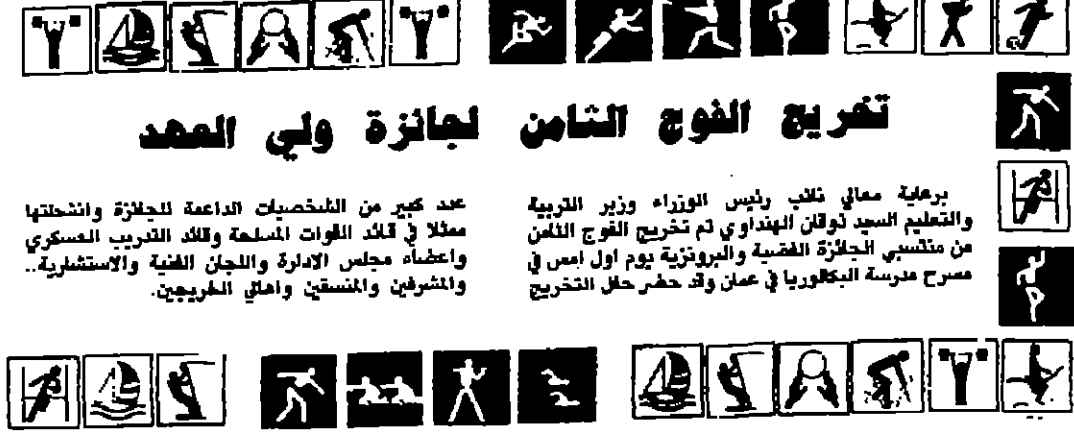 تخريج الفوج الثامن لجائزة ولي العهد
برعاية معالي نائب رئيس الوزراء وزير التربية
والتعليم السيد ذوقان الهنداوي تم تخريج الفوج الثامن
من منتسبي الجائزة الفضية والبرونزية يوم اول امس في
مسرح مدرسة البكالوريا في عمان وقد حضر حفل التخريج
عدد كبير من الشخصيات الداعمة للجائزة وانشطتها
ممثلا في قائد القوات المسلحة وقائد التدريب العسكري
واعضاء مجلس الادارة واللجان الفنية والاستشارية..
والمشرفين والمنسقين واهالي الخريجين.